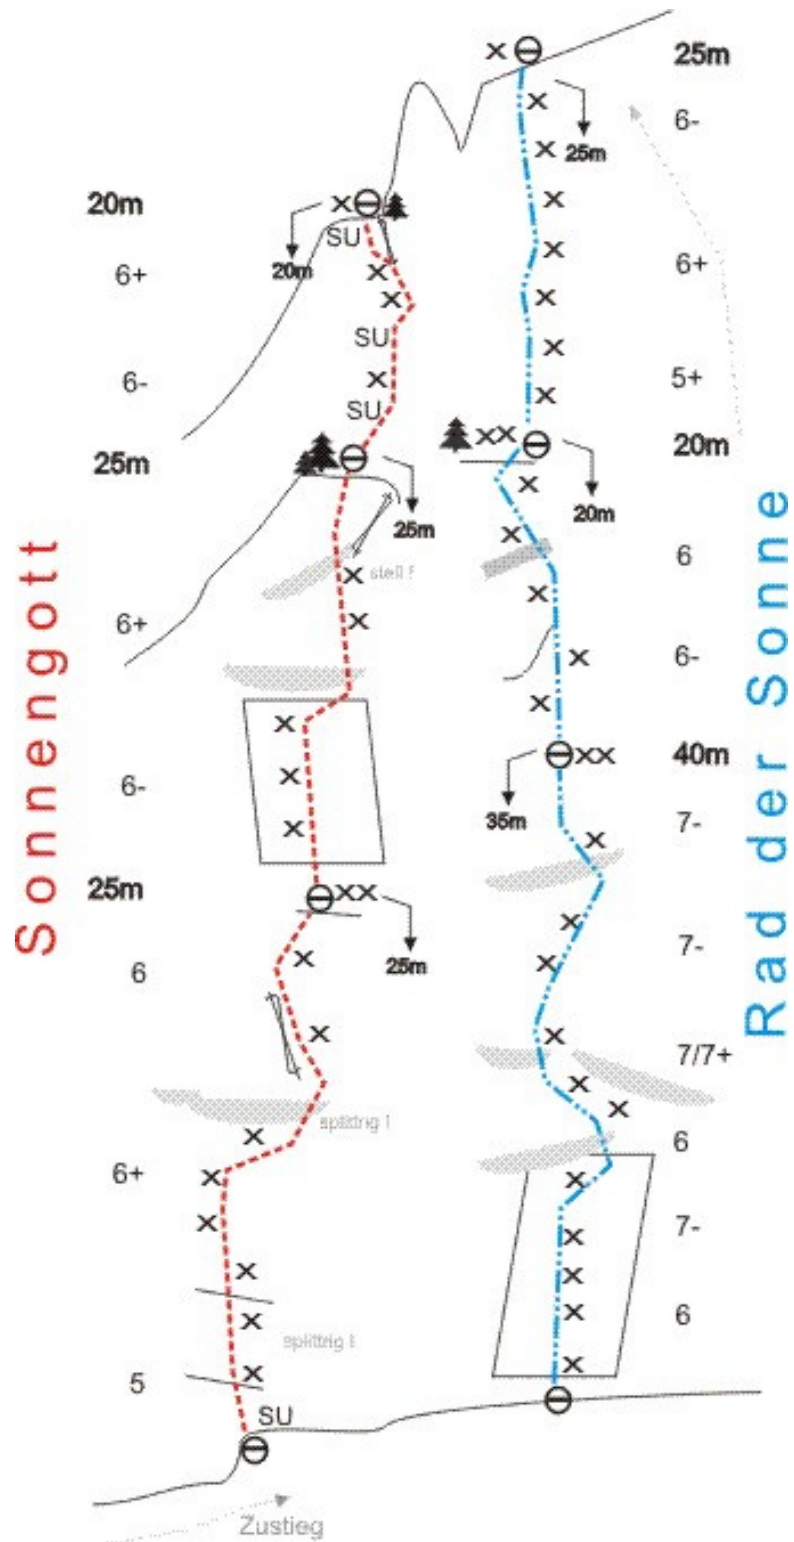 25m
6-
25m
20m
SU
20m
6+
6+
SU
6-
5+
SU
25m
20m
25m
20m
steil !
6
6+
6-
40m
6-
35m
7-
25m
25m
6
7-
7/7+
splittrig !
6
6+
7-
splittrig !
6
5
SU
Zustieg
Sonnengott
Rad der Sonne